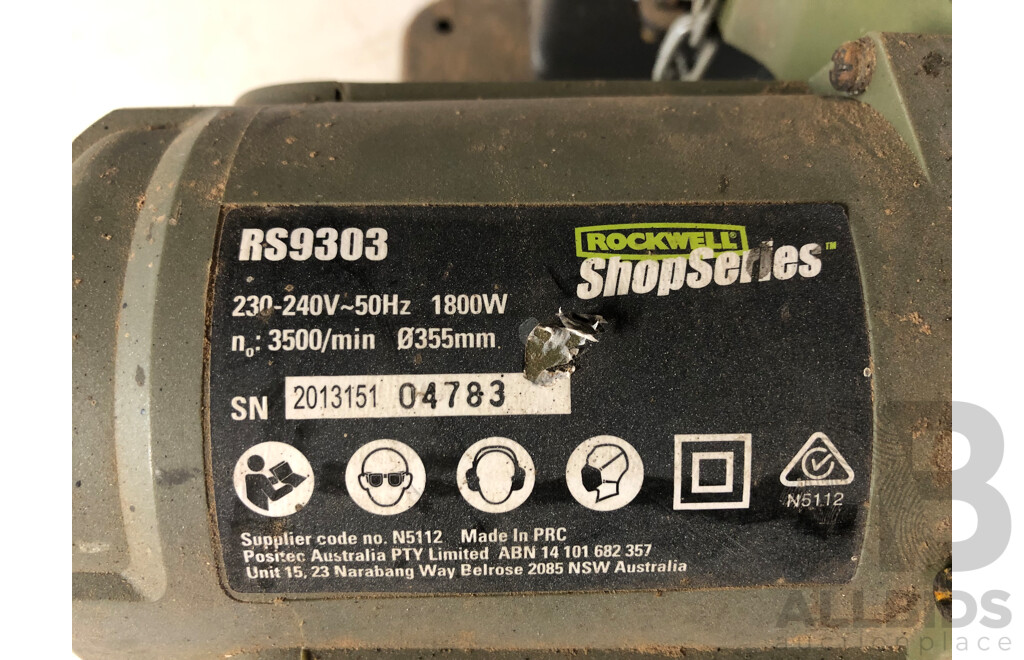 RS9303
ROCKWELL®
ShopSeries™
230-240V~50Hz 1800W
n₀: 3500/min Ø355mm
SN 2013151 04783
N5112
Supplier code no. N5112 Made In PRC
Positec Australia PTY Limited ABN 14 101 682 357
Unit 15, 23 Narabang Way Belrose 2085 NSW Australia
B
ALLBIDS
auctionplace